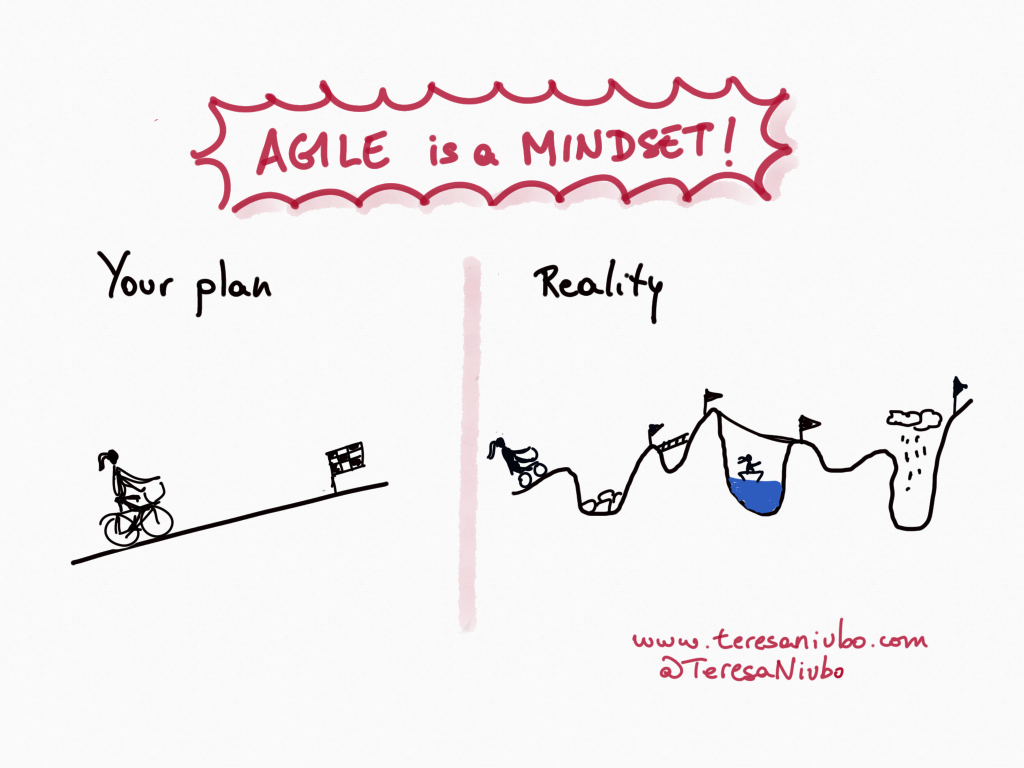 AGILE is a MINDSET!
Your plan
Reality
www.teresaniubo.com
@TeresaNiubo